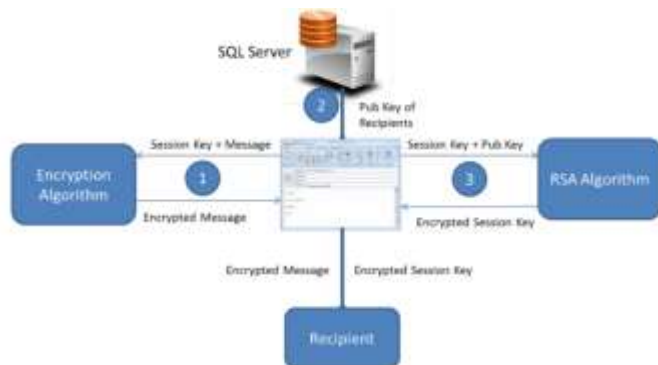 SQL Server
2
Pub Key of
Recipients
Session Key + Message
Session Key + Pub Key
Encryption
Algorithm
1
3
RSA Algorithm
Encrypted Message
Encrypted Session Key
Encrypted Message
Encrypted Session Key
Recipient